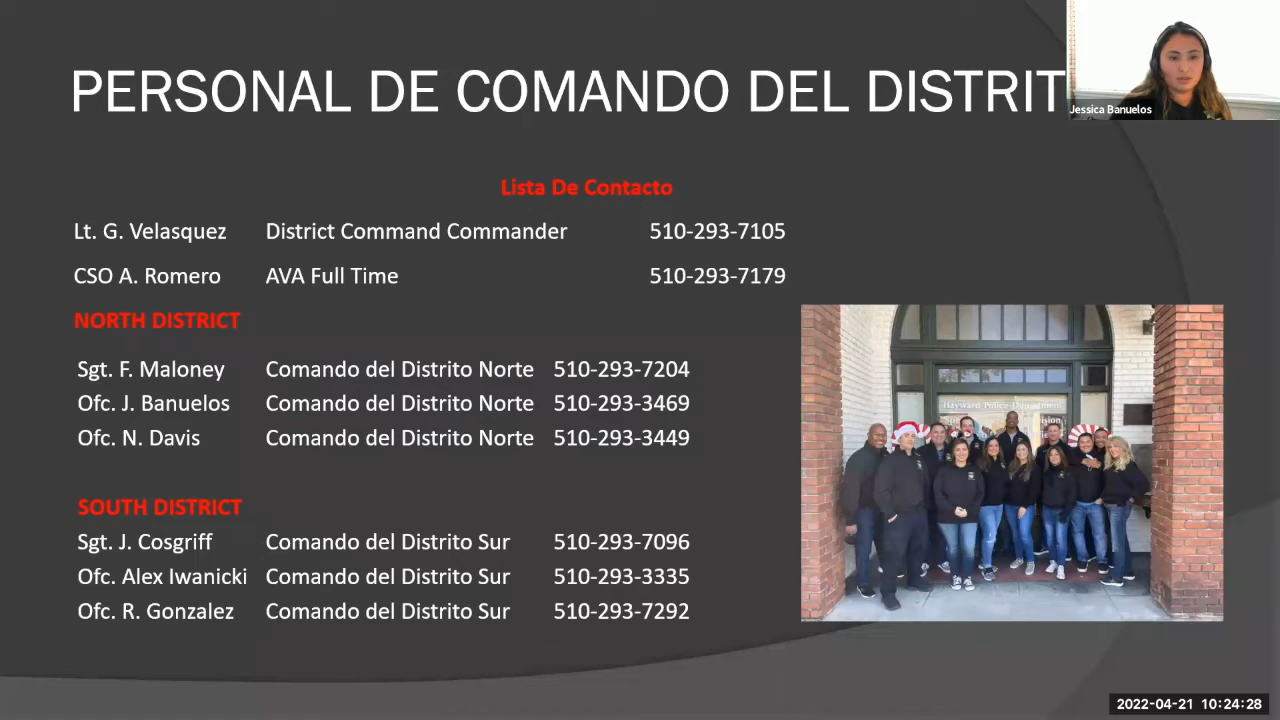 PERSONAL DE COMANDO DEL DISTRIT
Jessica Banuelos
Lista De Contacto
Lt. G. Velasquez District Command Commander 510-293-7105
CSO A. Romero AVA Full Time 510-293-7179
NORTH DISTRICT
Sgt. F. Maloney Comando del Distrito Norte 510-293-7204
Ofc. J. Banuelos Comando del Distrito Norte 510-293-3469
Ofc. N. Davis Comando del Distrito Norte 510-293-3449
SOUTH DISTRICT
Sgt. J. Cosgriff Comando del Distrito Sur 510-293-7096
Ofc. Alex Iwanicki Comando del Distrito Sur 510-293-3335
Ofc. R. Gonzalez Comando del Distrito Sur 510-293-7292
Hayward Police Department
2022-04-21 10:24:28